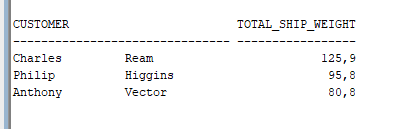 CUSTOMER TOTAL_SHIP_WEIGHT
------------------------------ -----------------
Charles Ream 125,9
Philip Higgins 95,8
Anthony Vector 80,8